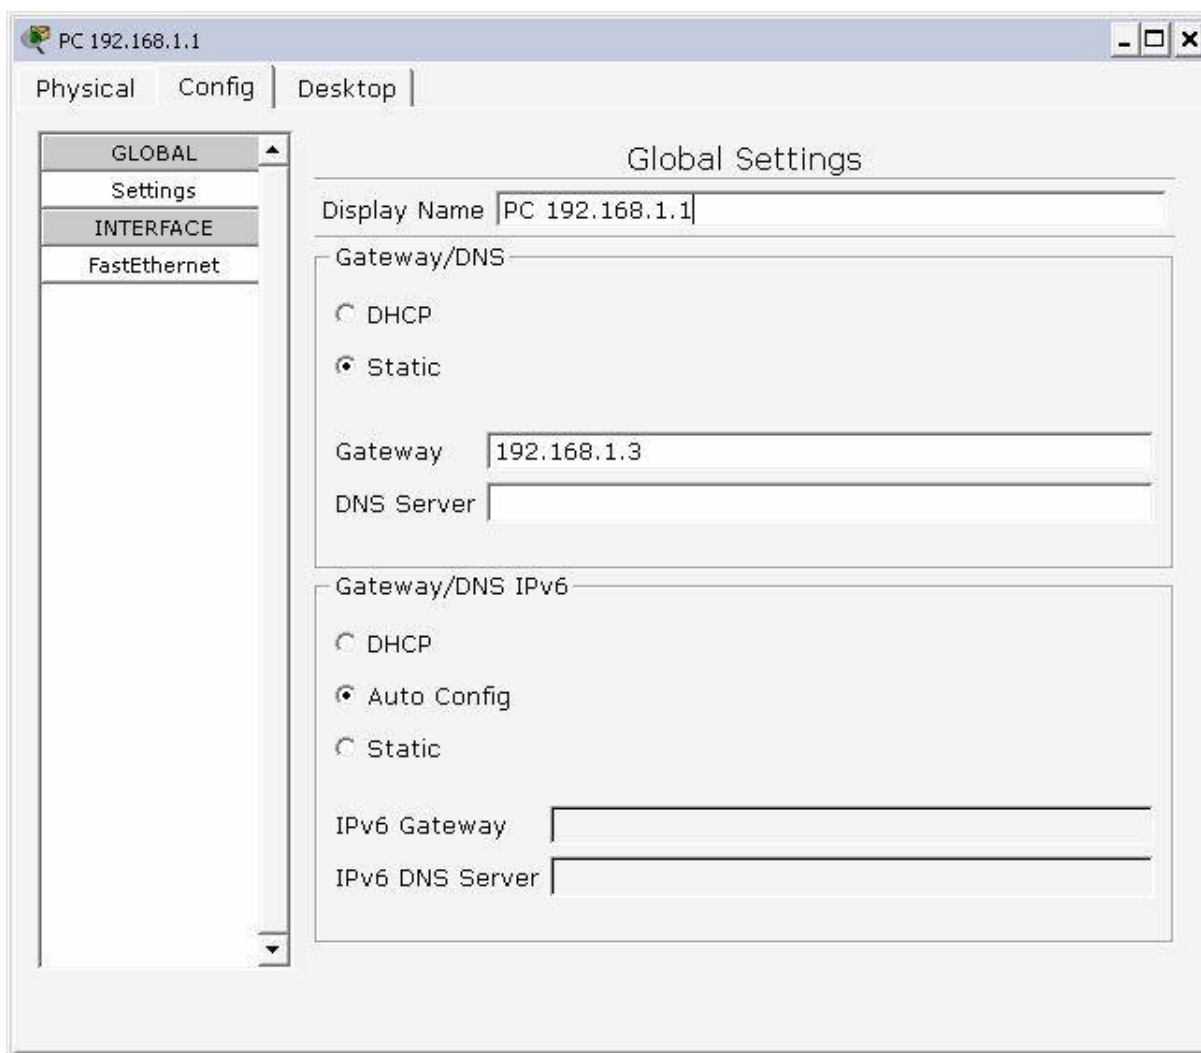 PC 192.168.1.1
Physical Config Desktop
GLOBAL
Settings
INTERFACE
FastEthernet
Global Settings
Display Name PC 192.168.1.1
Gateway/DNS
DHCP
Static
Gateway 192.168.1.3
DNS Server
Gateway/DNS IPv6
DHCP
Auto Config
Static
IPv6 Gateway
IPv6 DNS Server